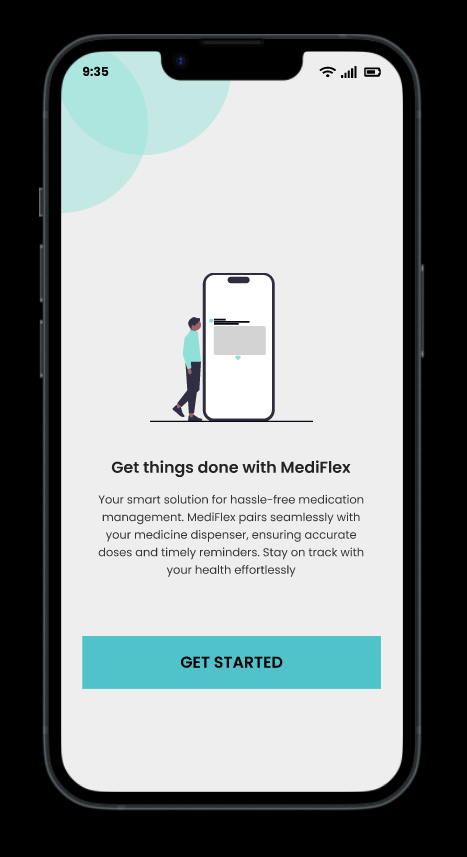 9:35
Get things done with MediFlex
Your smart solution for hassle-free medication
management. MediFlex pairs seamlessly with
your medicine dispenser, ensuring accurate
doses and timely reminders. Stay on track with
your health effortlessly
GET STARTED